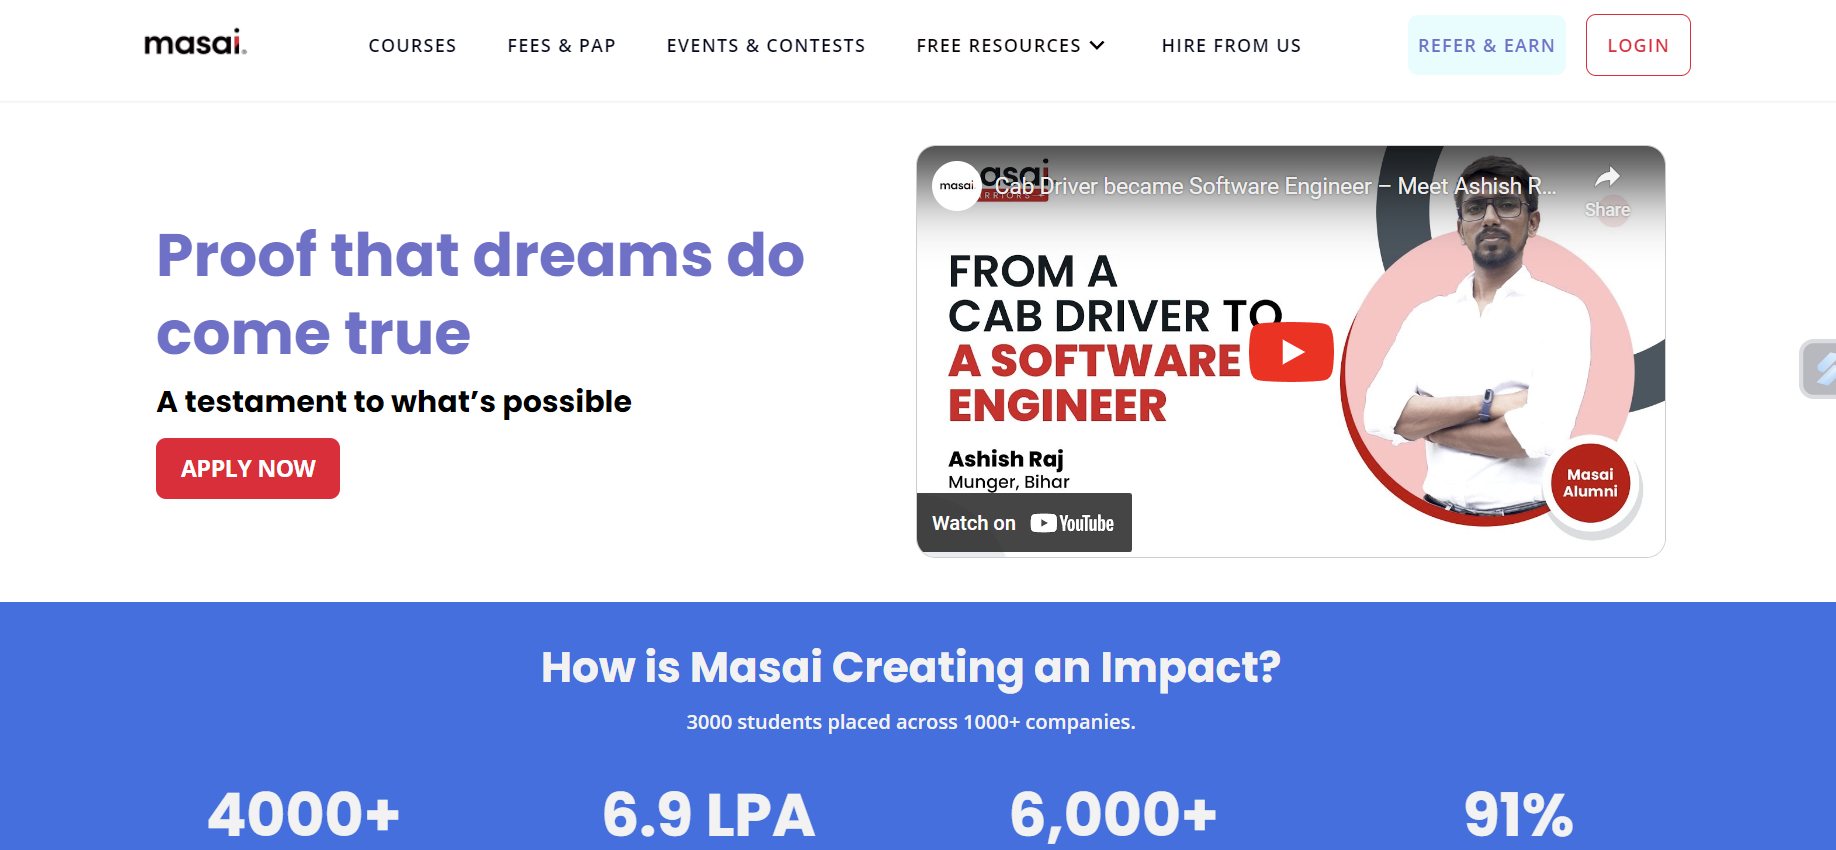 masai.
COURSES
FEES & PAP
EVENTS & CONTESTS
FREE RESOURCES
HIRE FROM US
REFER & EARN
LOGIN
Proof that dreams do
come true
A testament to what’s possible
APPLY NOW
masai.
Cab Driver became Software Engineer – Meet Ashish R...
Share
FROM A
CAB DRIVER TO
A SOFTWARE
ENGINEER
Ashish Raj
Munger, Bihar
Masai
Alumni
Watch on YouTube
How is Masai Creating an Impact?
3000 students placed across 1000+ companies.
4000+
6.9 LPA
6,000+
91%